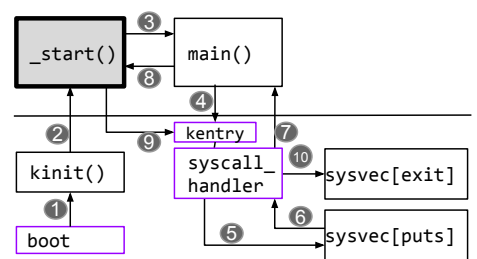 3
_start()
main()
8
4
2
9
kentry
7
kinit()
syscall_
handler
10
sysvec[exit]
1
6
boot
5
sysvec[puts]